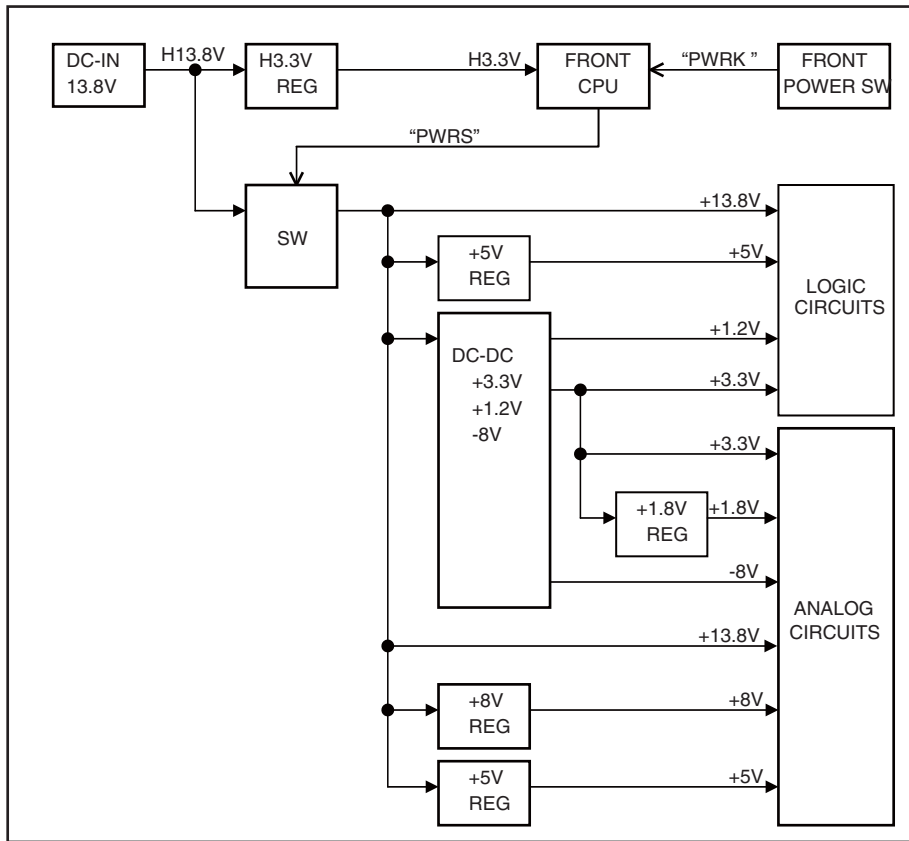 DC-IN
13.8V
H13.8V
H3.3V
REG
H3.3V
FRONT
CPU
“PWRK ”
FRONT
POWER SW
“PWRS”
SW
+13.8V
+5V
REG
+5V
LOGIC
CIRCUITS
DC-DC
+3.3V
+1.2V
-8V
+1.2V
+3.3V
+3.3V
+1.8V
REG
+1.8V
-8V
ANALOG
CIRCUITS
+13.8V
+8V
REG
+8V
+5V
REG
+5V